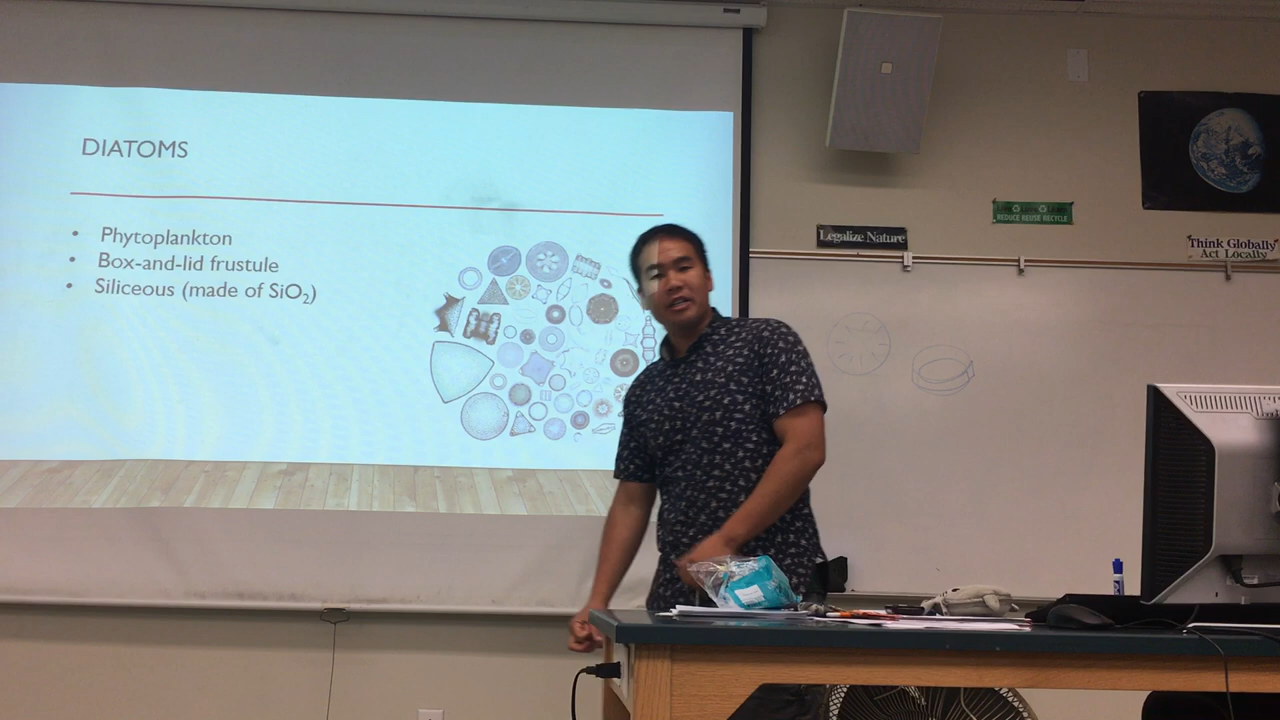 DIATOMS
• Phytoplankton
• Box-and-lid frustule
• Siliceous (made of SiO₂)
Legalize Nature
REDUCE REUSE RECYCLE
Think Globally
Act Locally